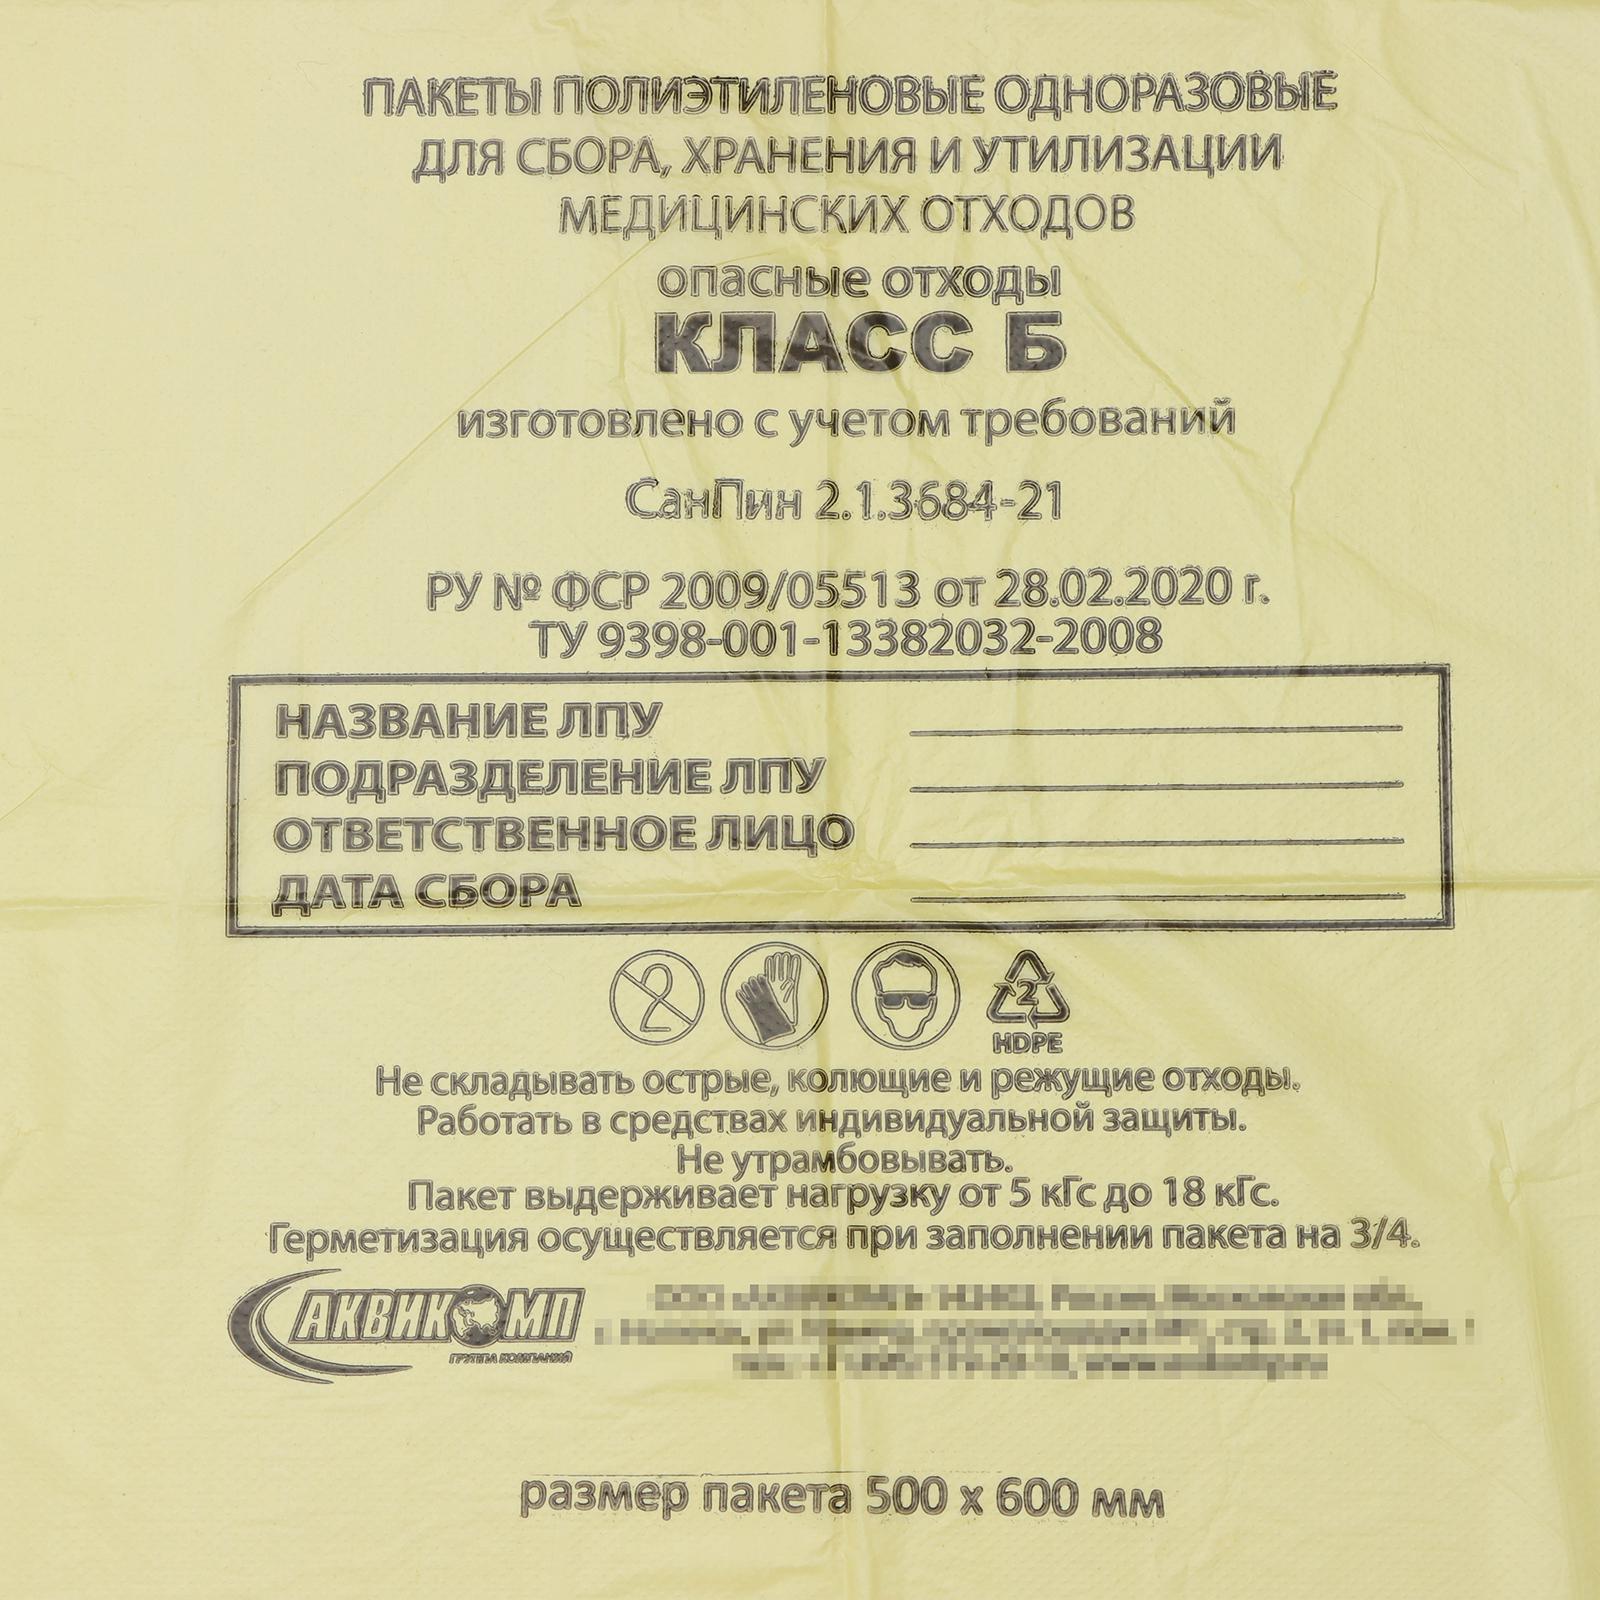 ПАКЕТЫ ПОЛИЭТИЛЕНОВЫЕ ОДНОРАЗОВЫЕ
ДЛЯ СБОРА, ХРАНЕНИЯ И УТИЛИЗАЦИИ
МЕДИЦИНСКИХ ОТХОДОВ
опасные отходы
КЛАСС Б
изготовлено с учетом требований
СанПин 2.1.3684-21
РУ № ФСР 2009/05513 от 28.02.2020 г.
ТУ 9398-001-13382032-2008
НАЗВАНИЕ ЛПУ
ПОДРАЗДЕЛЕНИЕ ЛПУ
ОТВЕТСТВЕННОЕ ЛИЦО
ДАТА СБОРА
2
HDPE
Не складывать острые, колющие и режущие отходы.
Работать в средствах индивидуальной защиты.
Не утрамбовывать.
Пакет выдерживает нагрузку от 5 кГс до 18 кГс.
Герметизация осуществляется при заполнении пакета на 3/4.
АКВИКОМП
ГРУППА КОМПАНИЙ
размер пакета 500 х 600 мм